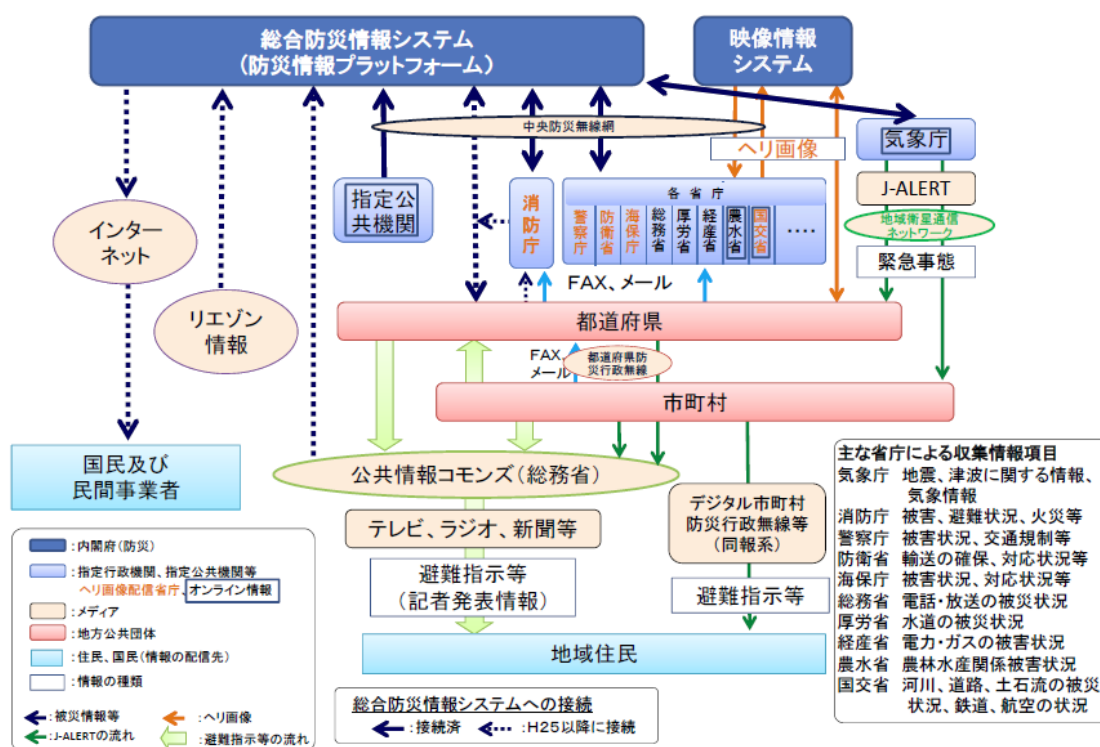 総合防災情報システム
(防災情報プラットフォーム)
映像情報
システム
中央防災無線網
ヘリ画像
気象庁
J-ALERT
地域衛星通信
ネットワーク
緊急事態
指定公
共機関
消防庁
各省庁
警察庁
防衛省
海保庁
総務省
厚労省
経産省
農水省
国交省
････
インター
ネット
リエゾン
情報
FAX、メール
都道府県
FAX、
メール
都道府県防
災行政無線
市町村
国民及び
民間事業者
公共情報コモンズ(総務省)
テレビ、ラジオ、新聞等
避難指示等
(記者発表情報)
デジタル市町村
防災行政無線等
(同報系)
避難指示等
地域住民
主な省庁による収集情報項目
気象庁 地震、津波に関する情報、
気象情報
消防庁 被害、避難状況、火災等
警察庁 被害状況、交通規制等
防衛省 輸送の確保、対応状況等
海保庁 被害状況、対応状況等
総務省 電話・放送の被災状況
厚労省 水道の被災状況
経産省 電力・ガスの被害状況
農水省 農林水産関係被害状況
国交省 河川、道路、土石流の被災
状況、鉄道、航空の状況
:内閣府(防災)
:指定行政機関、指定公共機関等
ヘリ画像配信省庁、オンライン情報
:メディア
:地方公共団体
:住民、国民(情報の配信先)
:情報の種類
:被災情報等
:ヘリ画像
:J-ALERTの流れ
:避難指示等の流れ
総合防災情報システムへの接続
:接続済
:H25以降に接続